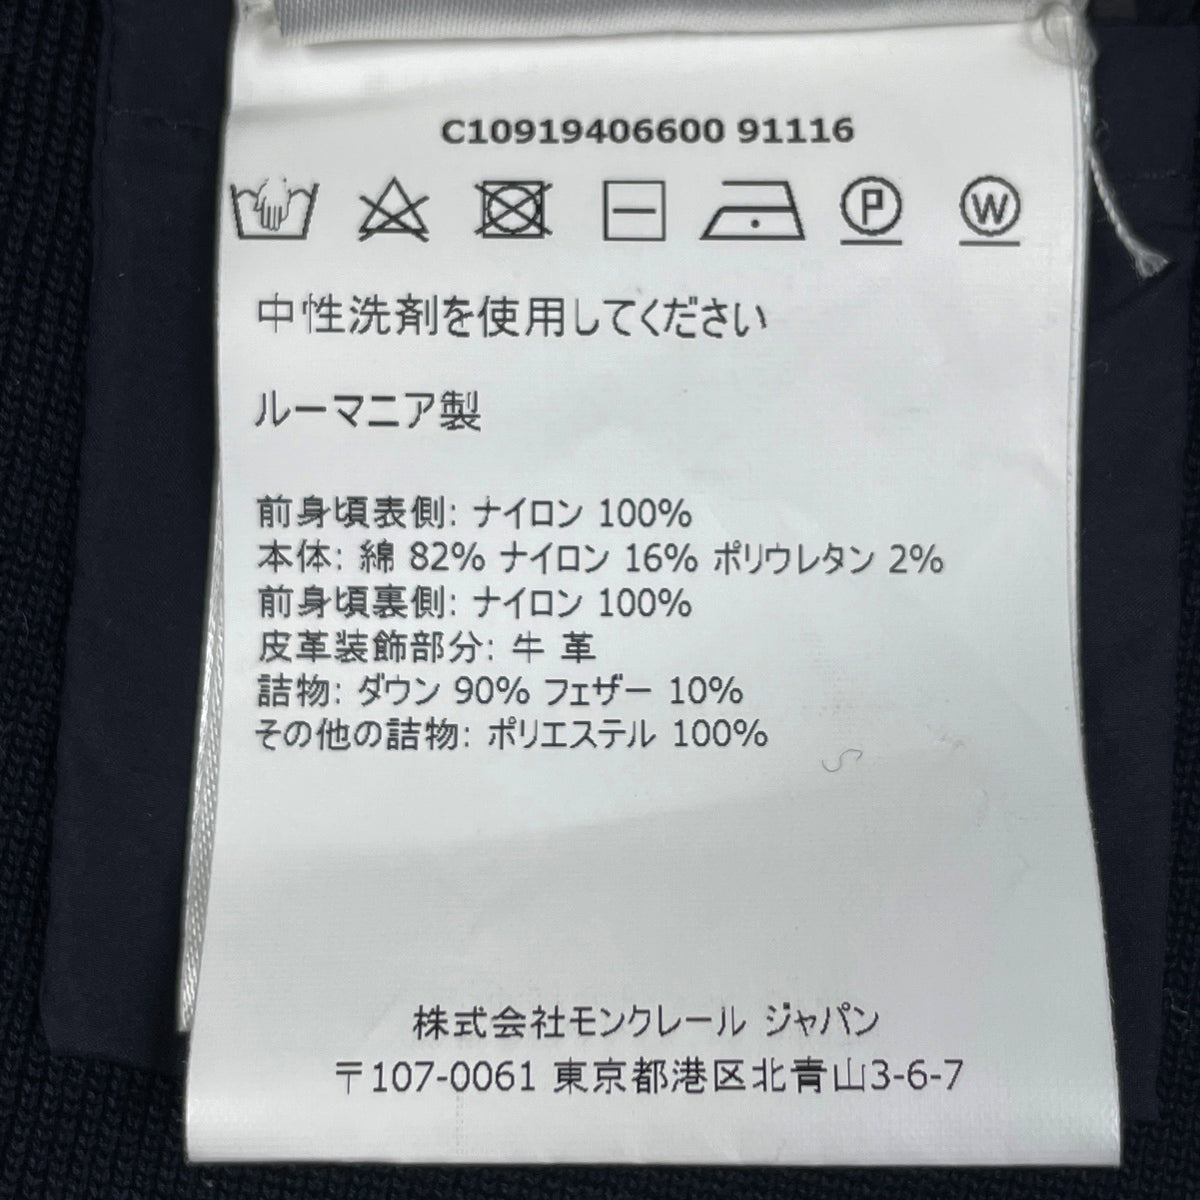 C10919406600 91116
P W
中性洗剤を使用してください
ルーマニア製
前身頃表側: ナイロン 100%
本体: 綿 82% ナイロン 16% ポリウレタン 2%
前身頃裏側: ナイロン 100%
皮革装飾部分: 牛 革
詰物: ダウン 90% フェザー 10%
その他の詰物: ポリエステル 100%
株式会社モンクレール ジャパン
〒107-0061 東京都港区北青山3-6-7